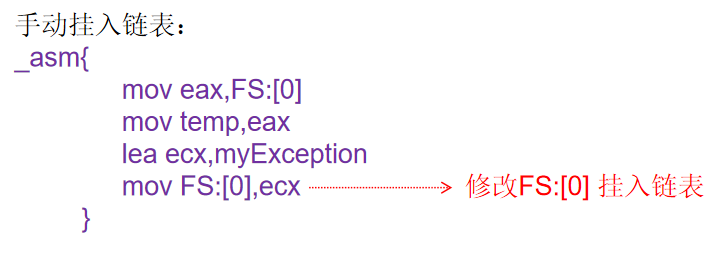 手动挂入链表：
_asm{
mov eax,FS:[0]
mov temp,eax
lea ecx,myException
mov FS:[0],ecx 修改FS:[0] 挂入链表
}